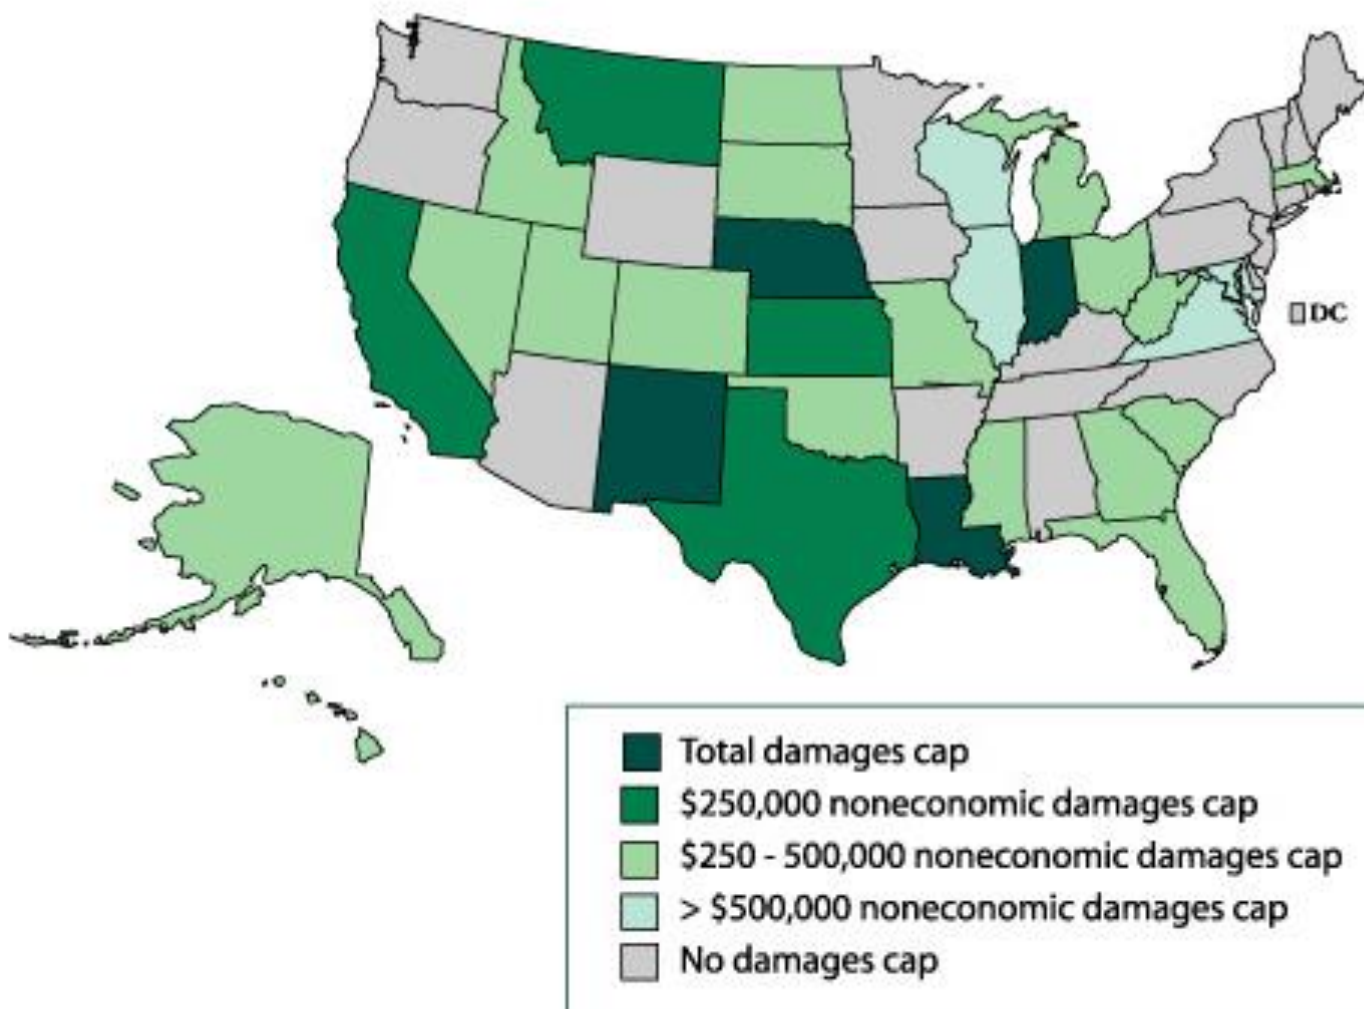 DC
Total damages cap
$250,000 noneconomic damages cap
$250 - 500,000 noneconomic damages cap
> $500,000 noneconomic damages cap
No damages cap